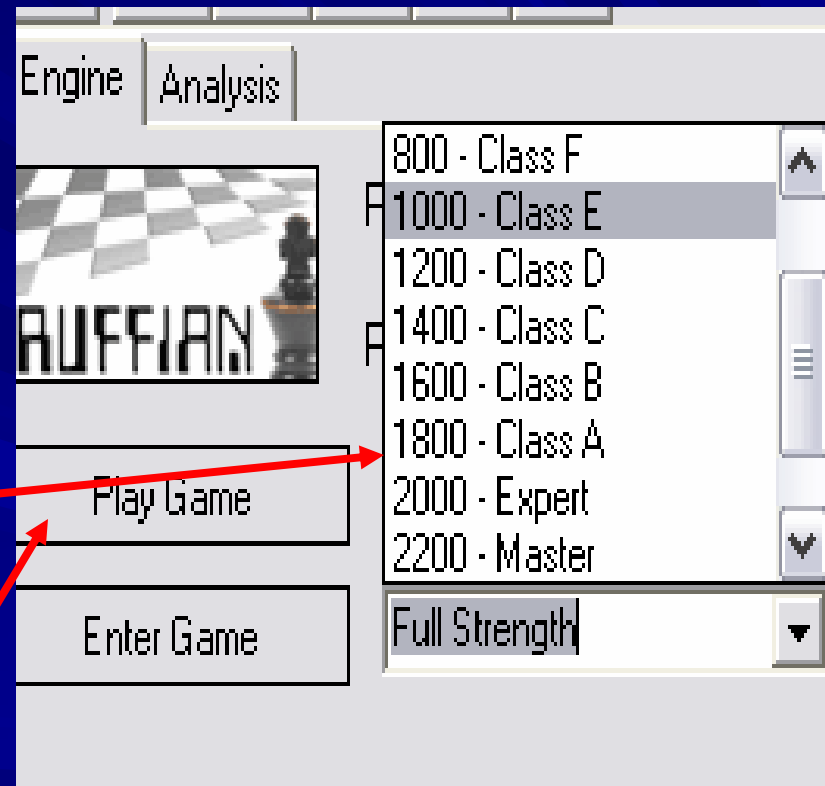 Engine Analysis
RUFFIAN
Play Game
Enter Game
800 - Class F
1000 - Class E
1200 - Class D
1400 - Class C
1600 - Class B
1800 - Class A
2000 - Expert
2200 - Master
Full Strength